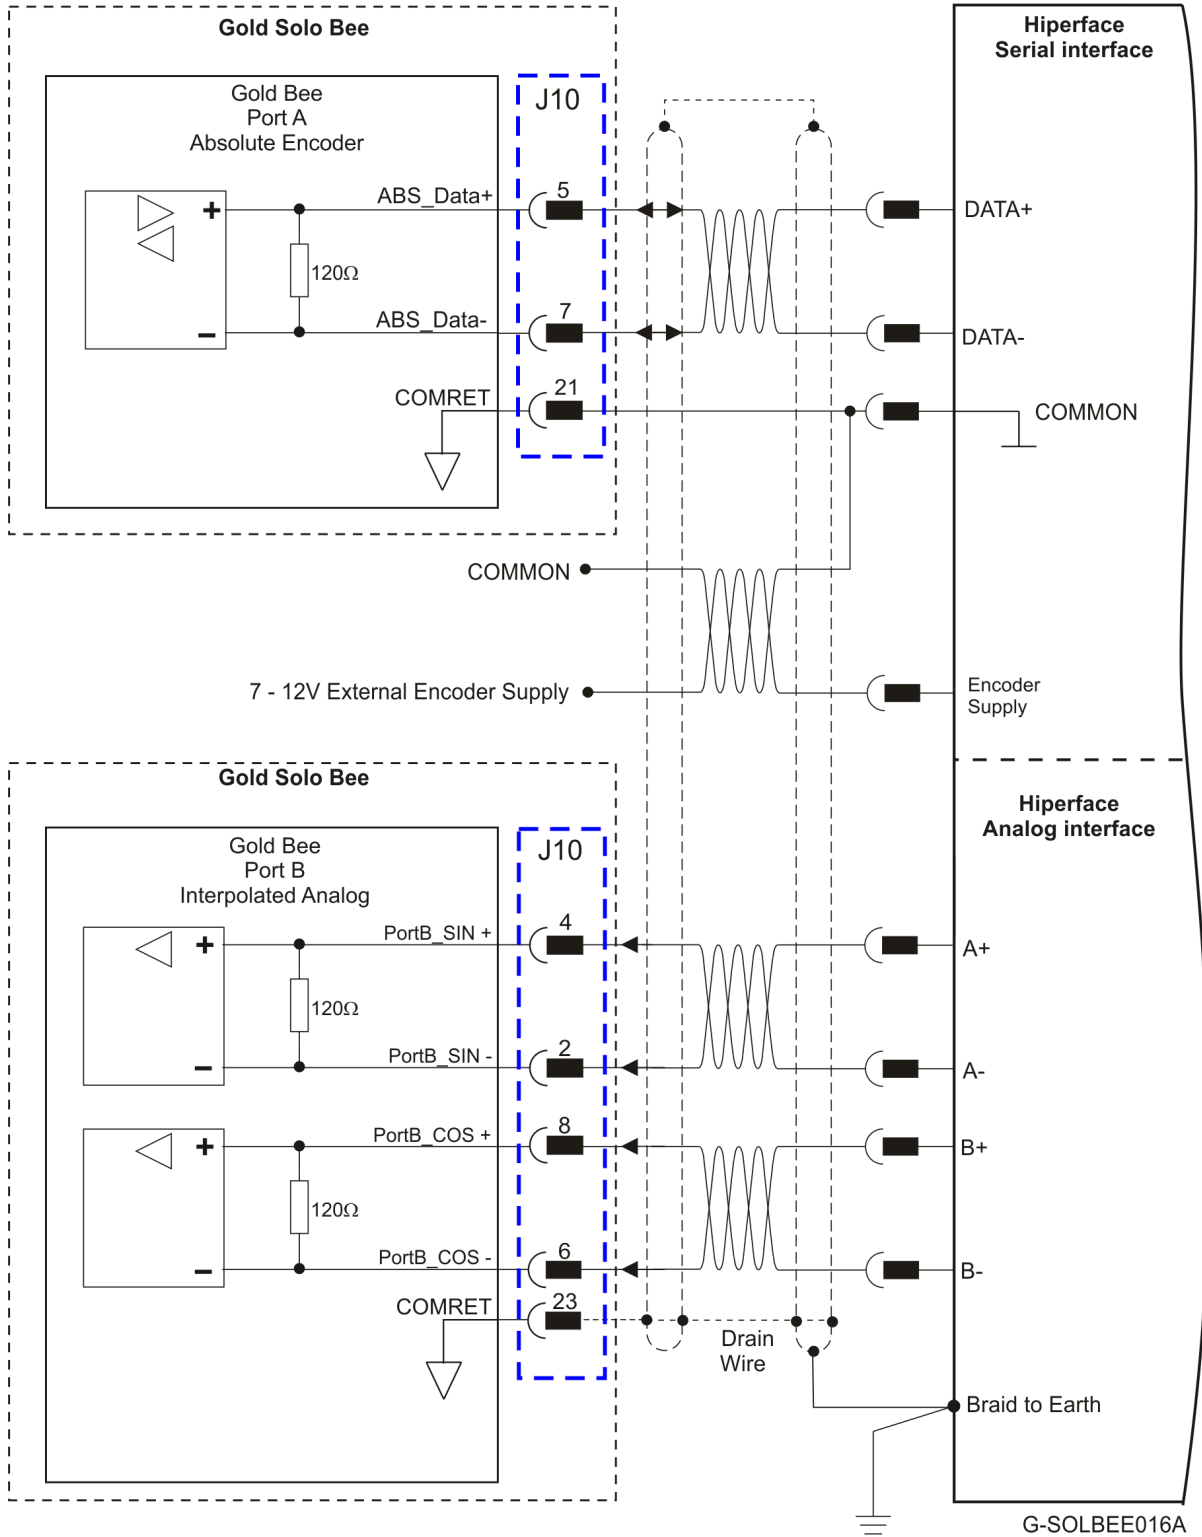 Gold Solo Bee
Hiperface
Serial interface
Gold Bee
Port A
Absolute Encoder
J10
ABS_Data+
5
+
DATA+
120Ω
ABS_Data-
7
−
DATA-
COMRET
21
COMMON
COMMON
7 - 12V External Encoder Supply
Encoder
Supply
Gold Solo Bee
Hiperface
Analog interface
Gold Bee
Port B
Interpolated Analog
J10
PortB_SIN +
4
+
A+
120Ω
PortB_SIN -
2
−
A-
PortB_COS +
8
+
B+
120Ω
PortB_COS -
6
−
B-
COMRET
23
Drain
Wire
Braid to Earth
G-SOLBEE016A